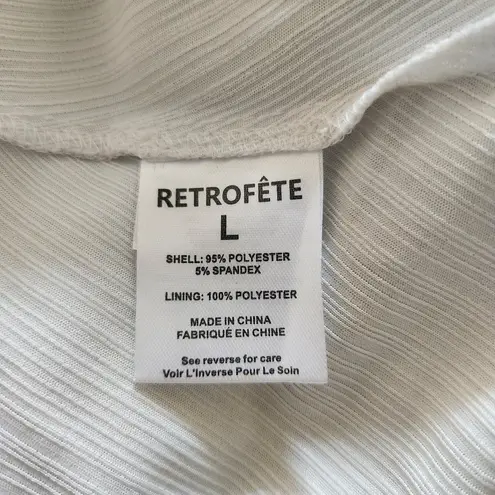 RETROFÊTE
L
SHELL: 95% POLYESTER
5% SPANDEX
LINING: 100% POLYESTER
MADE IN CHINA
FABRIQUÉ EN CHINE
See reverse for care
Voir L'Inverse Pour Le Soin